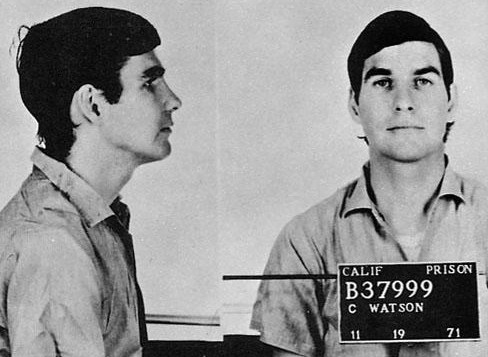 CALIF PRISON
B37999
C WATSON
11 19 71